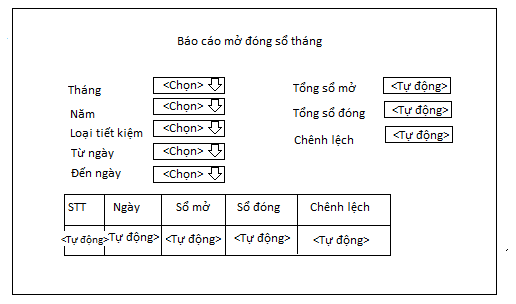 Báo cáo mở đóng sổ tháng
Tháng <Chọn>
Năm <Chọn>
Loại tiết kiệm <Chọn>
Từ ngày <Chọn>
Đến ngày <Chọn>
Tổng số mở <Tự động>
Tổng số đóng <Tự động>
Chênh lệch <Tự động>
STT Ngày Sổ mở Sổ đóng Chênh lệch
<Tự động> <Tự động> <Tự động> <Tự động> <Tự động>